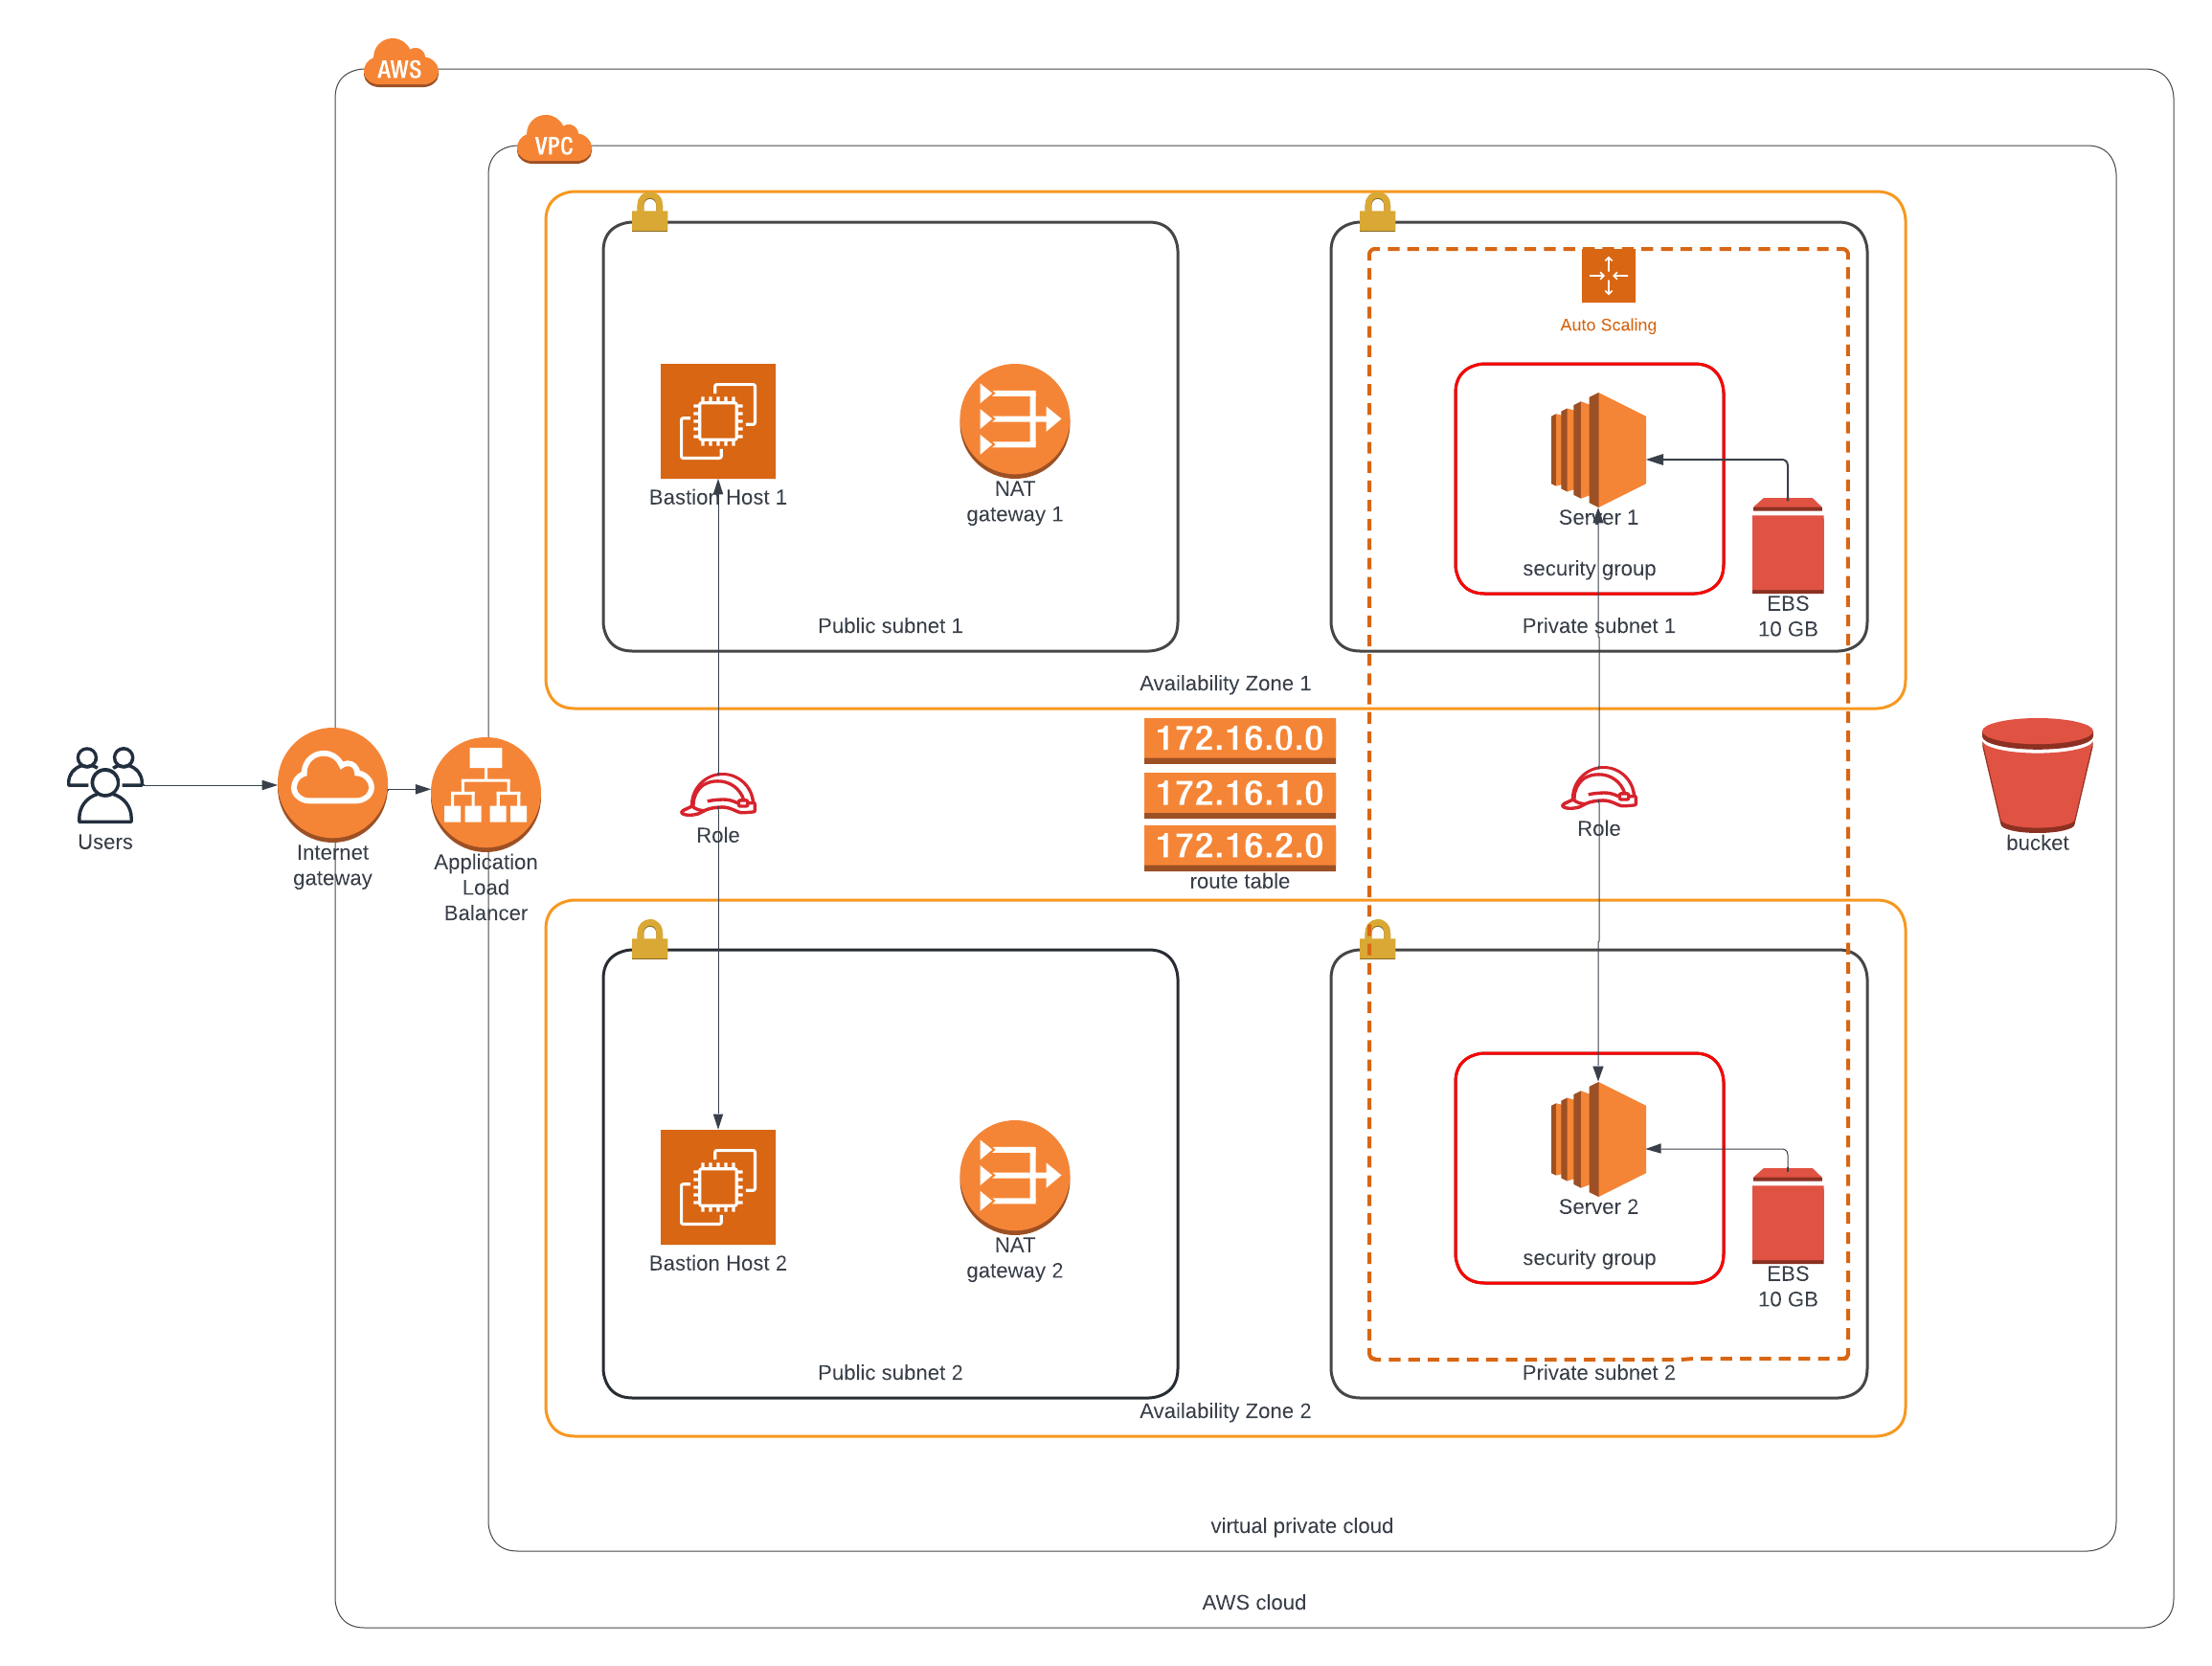 AWS
VPC
Auto Scaling
Bastion Host 1
NAT
gateway 1
Server 1
security group
EBS
10 GB
Public subnet 1
Private subnet 1
Availability Zone 1
172.16.0.0
172.16.1.0
172.16.2.0
route table
Users
Internet
gateway
Application
Load
Balancer
Role
Role
bucket
Bastion Host 2
NAT
gateway 2
Server 2
security group
EBS
10 GB
Public subnet 2
Private subnet 2
Availability Zone 2
virtual private cloud
AWS cloud